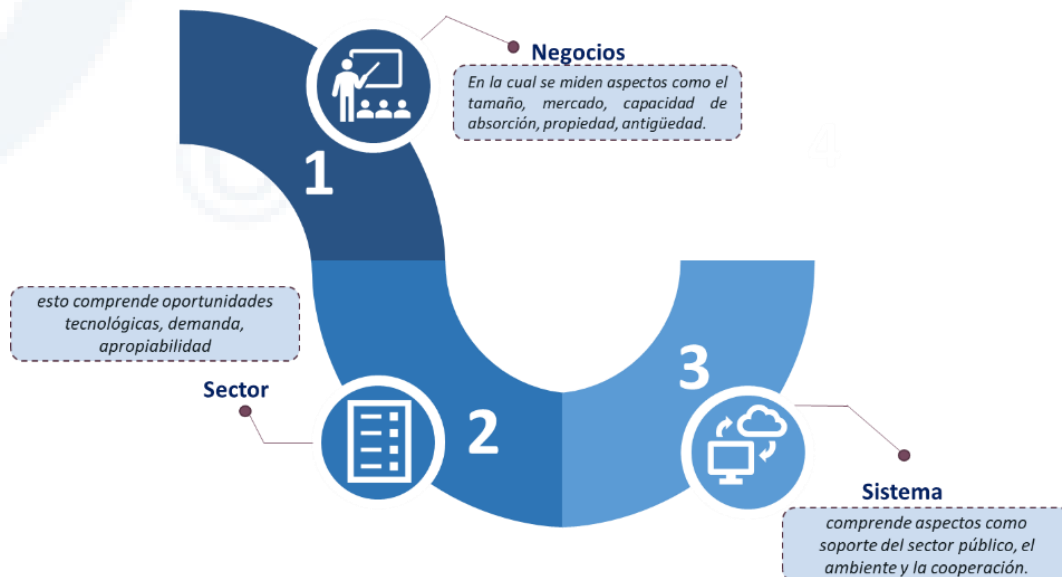 Negocios
En la cual se miden aspectos como el
tamaño, mercado, capacidad de
absorción, propiedad, antigüedad.
1
esto comprende oportunidades
tecnológicas, demanda,
apropiabilidad
Sector
2
3
Sistema
comprende aspectos como
soporte del sector público, el
ambiente y la cooperación.